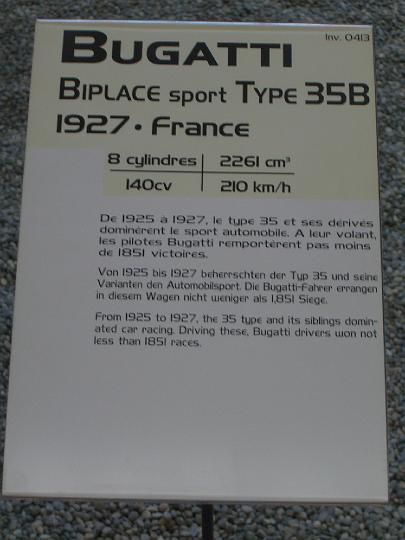 Inv. 0413
BUGATTI
BIPLACE sport TYPE 35B
1927 • France
8 cylindres 2261 cm³
140cv 210 km/h
De 1925 à 1927, le type 35 et ses dérivés
dominèrent le sport automobile. A leur volant,
les pilotes Bugatti remportèrent pas moins
de 1851 victoires.
Von 1925 bis 1927 beherrschten der Typ 35 und seine
Varianten den Automobilsport. Die Bugatti-Fahrer errangen
in diesem Wagen nicht weniger als 1,851 Siege.
From 1925 to 1927, the 35 type and its siblings domin-
ated car racing. Driving these, Bugatti drivers won not
less than 1851 races.